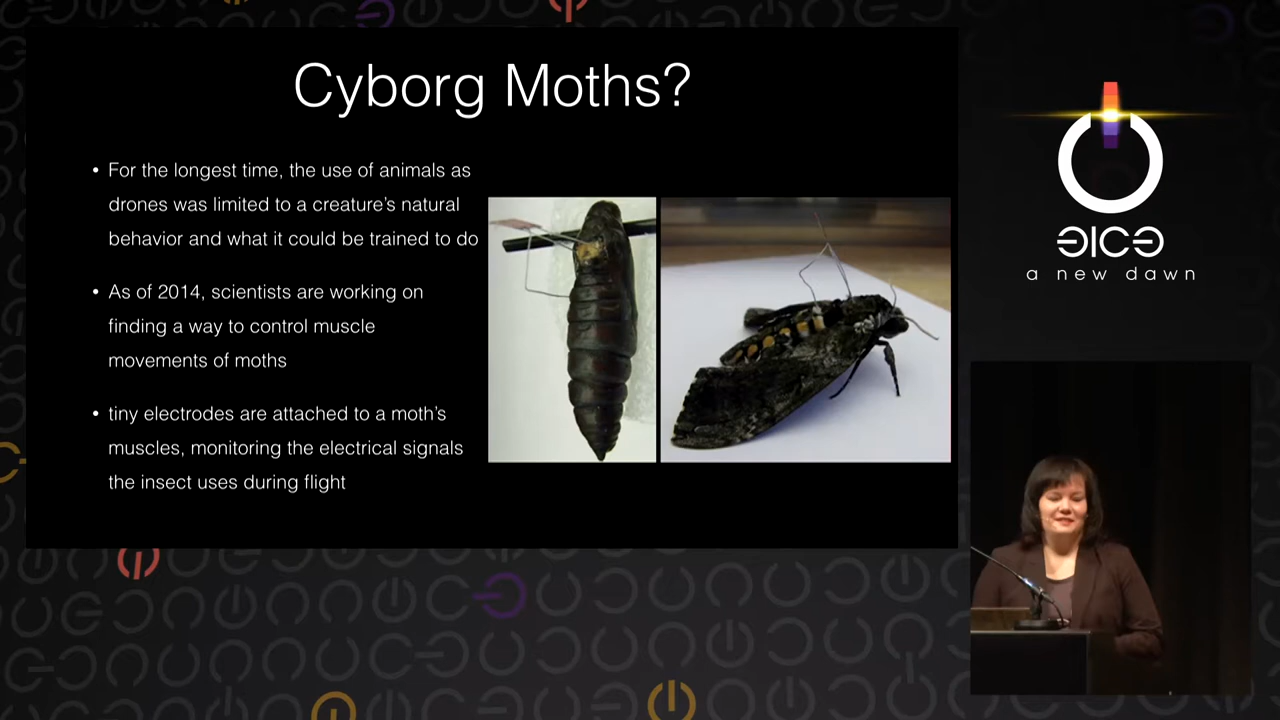 Cyborg Moths?
• For the longest time, the use of animals as
drones was limited to a creature's natural
behavior and what it could be trained to do
• As of 2014, scientists are working on
finding a way to control muscle
movements of moths
• tiny electrodes are attached to a moth's
muscles, monitoring the electrical signals
the insect uses during flight
a new dawn